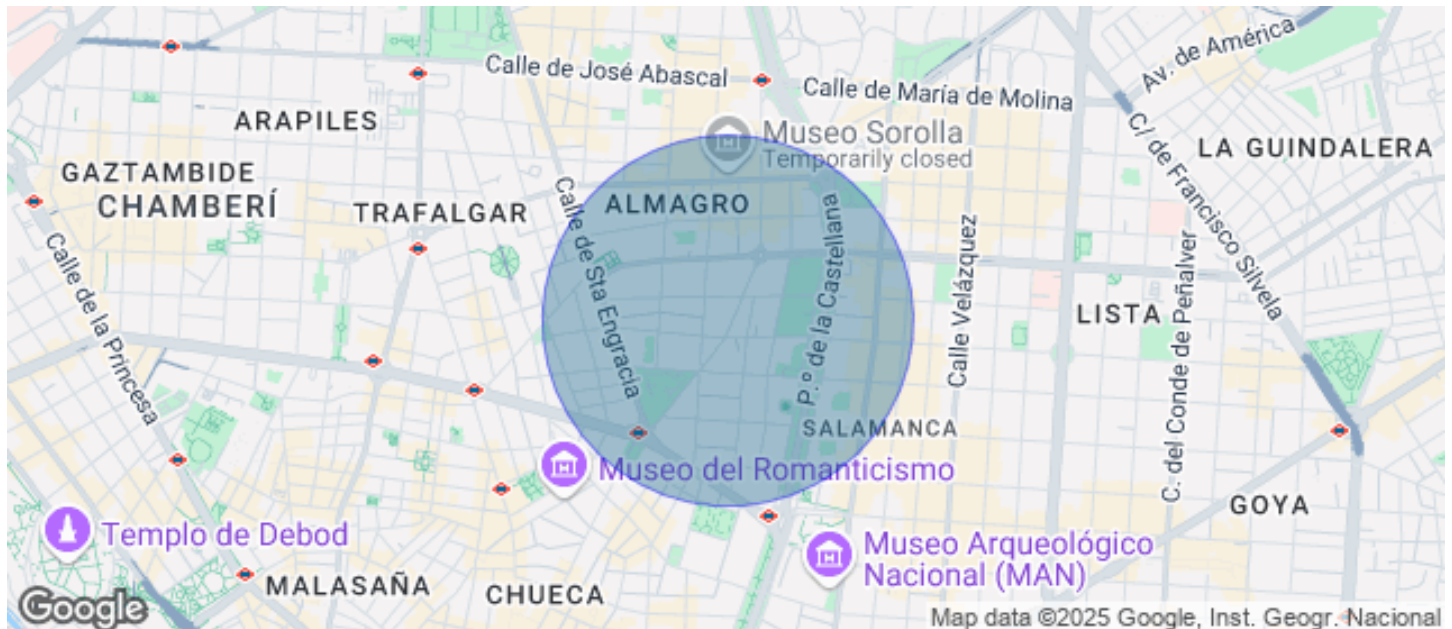 Calle de José Abascal
Av. de América
Calle de María de Molina
ARAPILES
Museo Sorolla
Temporarily closed
C/ de Francisco Silvela
LA GUINDALERA
GAZTAMBIDE
CHAMBERÍ
TRAFALGAR
ALMAGRO
Calle de Sta Engracia
P.º de la Castellana
Calle Velázquez
C. del Conde de Peñalver
Calle de la Princesa
LISTA
SALAMANCA
Museo del Romanticismo
GOYA
Templo de Debod
Museo Arqueológico
Nacional (MAN)
MALASAÑA
CHUECA
Google
Map data ©2025 Google, Inst. Geogr. Nacional